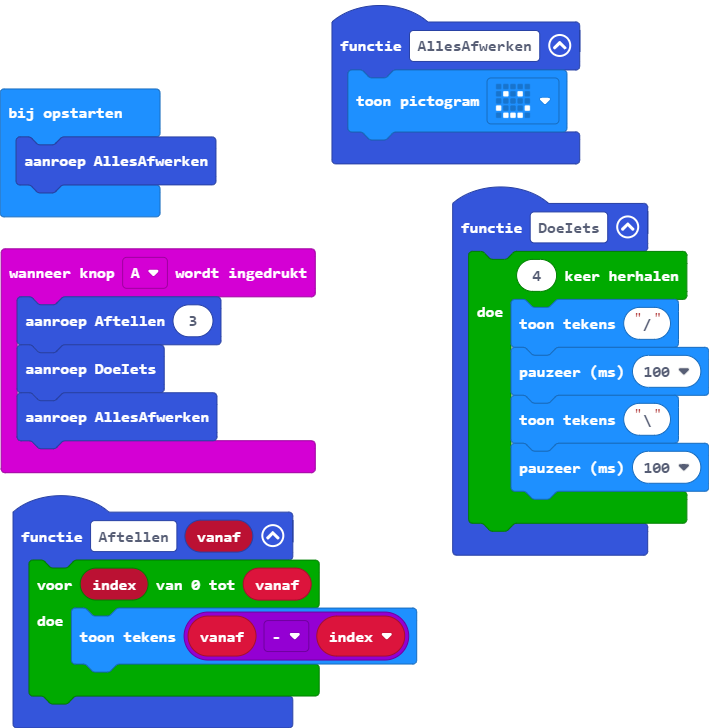 functie AllesAfwerken
toon pictogram
bij opstarten
aanroep AllesAfwerken
functie DoeIets
4 keer herhalen
doe
toon tekens "/"
pauzeer (ms) 100
toon tekens "\"
pauzeer (ms) 100
wanneer knop A wordt ingedrukt
aanroep Aftellen 3
aanroep DoeIets
aanroep AllesAfwerken
functie Aftellen vanaf
voor index van 0 tot vanaf
doe
toon tekens vanaf - index